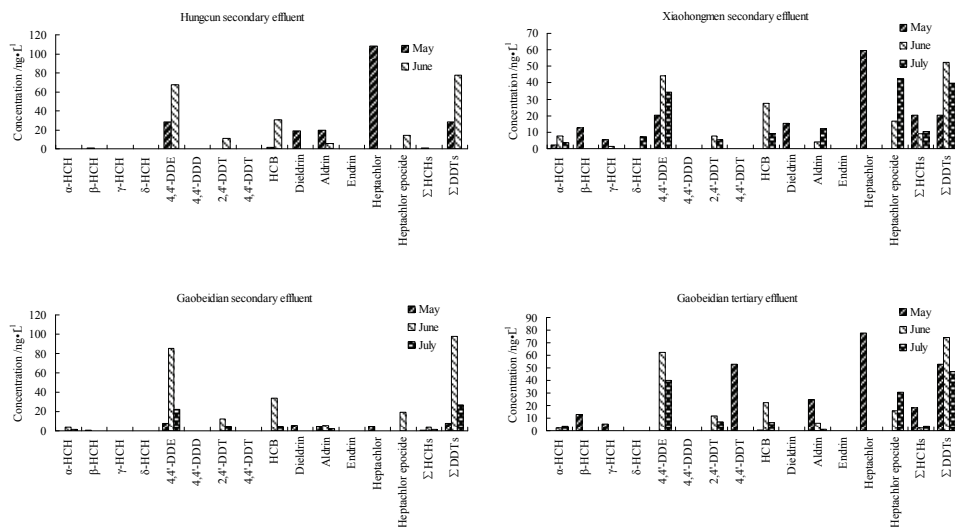 Hungcun secondary effluent
Concentration /ng•L¹
120
100
80
60
40
20
0
May
June
α-HCH
β-HCH
γ-HCH
δ-HCH
4,4'-DDE
4,4'-DDD
2,4'-DDT
4,4'-DDT
HCB
Dieldrin
Aldrin
Endrin
Heptachlor
Heptachlor epocide
∑HCHs
∑DDTs
Xiaohongmen secondary effluent
Concentration /ng•L¹
70
60
50
40
30
20
10
0
May
June
July
α-HCH
β-HCH
γ-HCH
δ-HCH
4,4'-DDE
4,4'-DDD
2,4'-DDT
4,4'-DDT
HCB
Dieldrin
Aldrin
Endrin
Heptachlor
Heptachlor epocide
∑HCHs
∑DDTs
Gaobeidian secondary effluent
Concentration /ng•L¹
120
100
80
60
40
20
0
May
June
July
α-HCH
β-HCH
γ-HCH
δ-HCH
4,4'-DDE
4,4'-DDD
2,4'-DDT
4,4'-DDT
HCB
Dieldrin
Aldrin
Endrin
Heptachlor
Heptachlor epocide
∑HCHs
∑DDTs
Gaobeidian tertiary effluent
Concentration /ng•L¹
90
80
70
60
50
40
30
20
10
0
May
June
July
α-HCH
β-HCH
γ-HCH
δ-HCH
4,4'-DDE
4,4'-DDD
2,4'-DDT
4,4'-DDT
HCB
Dieldrin
Aldrin
Endrin
Heptachlor
Heptachlor epocide
∑HCHs
∑DDTs